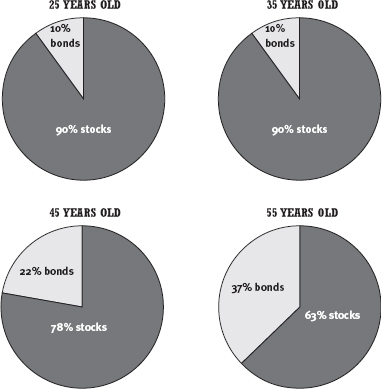 25 YEARS OLD
10%
bonds
90% stocks
35 YEARS OLD
10%
bonds
90% stocks
45 YEARS OLD
22% bonds
78% stocks
55 YEARS OLD
37% bonds
63% stocks